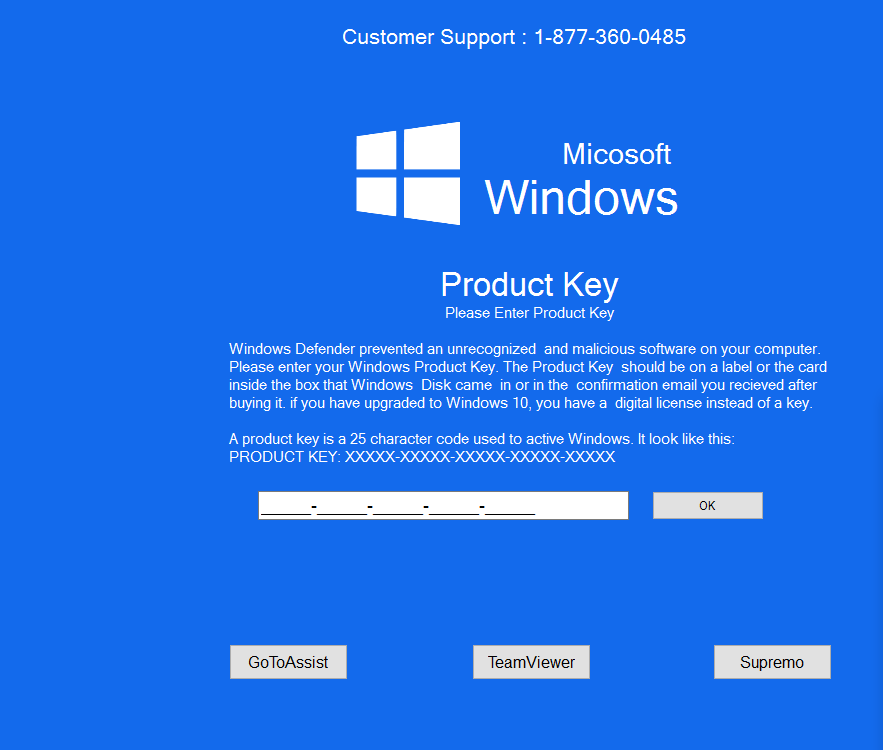 Customer Support : 1-877-360-0485
Micosoft
Windows
Product Key
Please Enter Product Key
Windows Defender prevented an unrecognized  and malicious software on your computer.
Please enter your Windows Product Key. The Product Key  should be on a label or the card
inside the box that Windows  Disk came  in or in the  confirmation email you recieved after
buying it. if you have upgraded to Windows 10, you have a  digital license instead of a key.
A product key is a 25 character code used to active Windows. It look like this:
PRODUCT KEY: XXXXX-XXXXX-XXXXX-XXXXX-XXXXX
_____-_____-_____-_____-_____ OK
GoToAssist TeamViewer Supremo